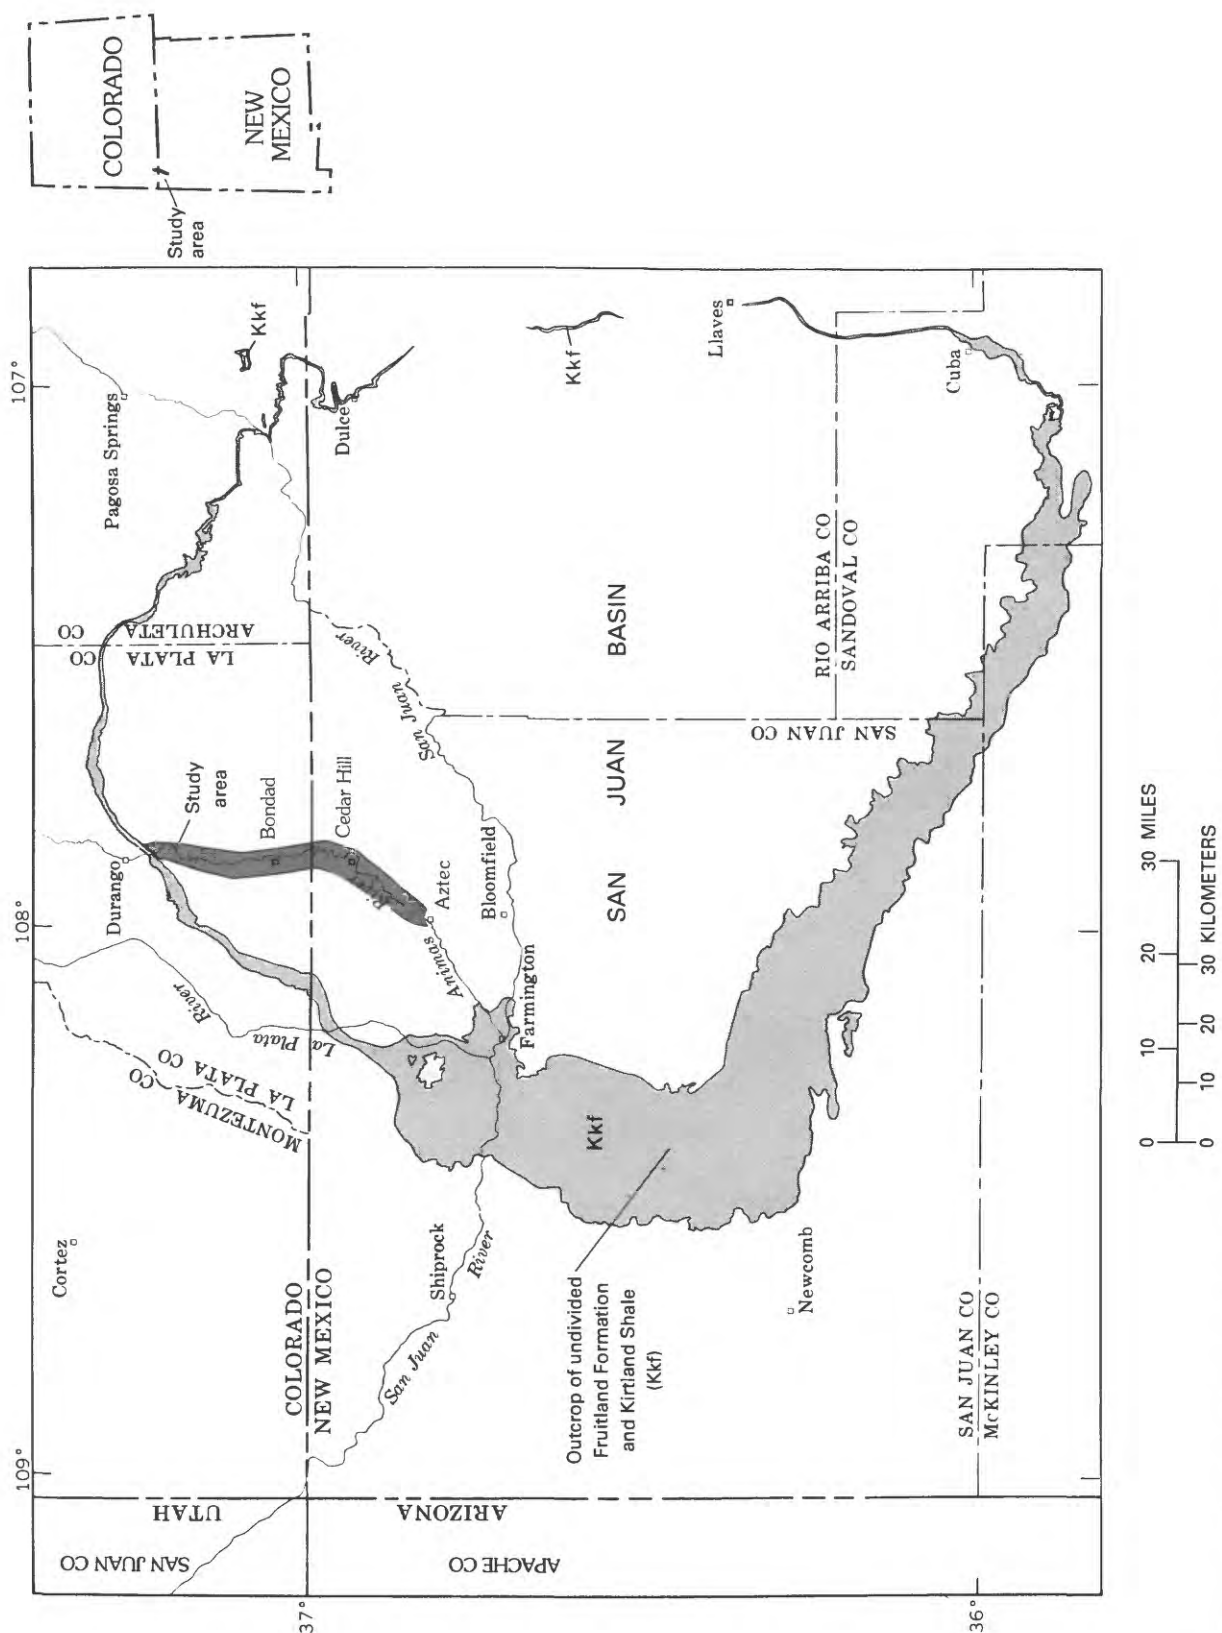 COLORADO
NEW
MEXICO
Study
area
109°
108°
107°
37°
36°
SAN JUAN CO
UTAH
ARIZONA
APACHE CO
Cortez
MONTEZUMA CO
LA PLATA CO
La Plata
River
Durango
Study
area
Bondad
Cedar Hill
LA PLATA CO
ARCHULETA CO
Pagosa Springs
Kkf
COLORADO
NEW MEXICO
Dulce
San Juan
River
Shiprock
San Juan
River
Animas
River
Aztec
Bloomfield
Farmington
Kkf
Outcrop of undivided
Fruitland Formation
and Kirtland Shale
(Kkf)
SAN JUAN BASIN
Kkf
Llaves
Newcomb
RIO ARRIBA CO
SANDOVAL CO
SAN JUAN CO
Cuba
SAN JUAN CO
McKINLEY CO
0 10 20 30 MILES
0 10 20 30 KILOMETERS